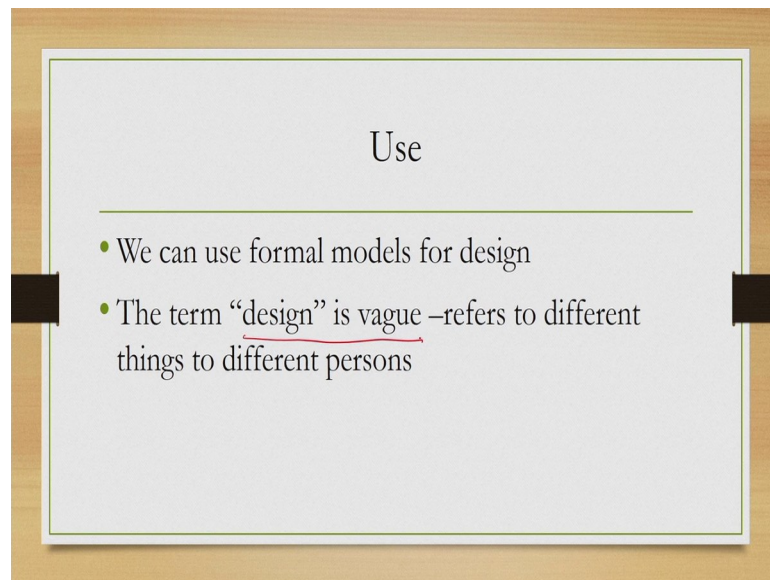 Use
• We can use formal models for design
• The term “design” is vague –refers to different
things to different persons